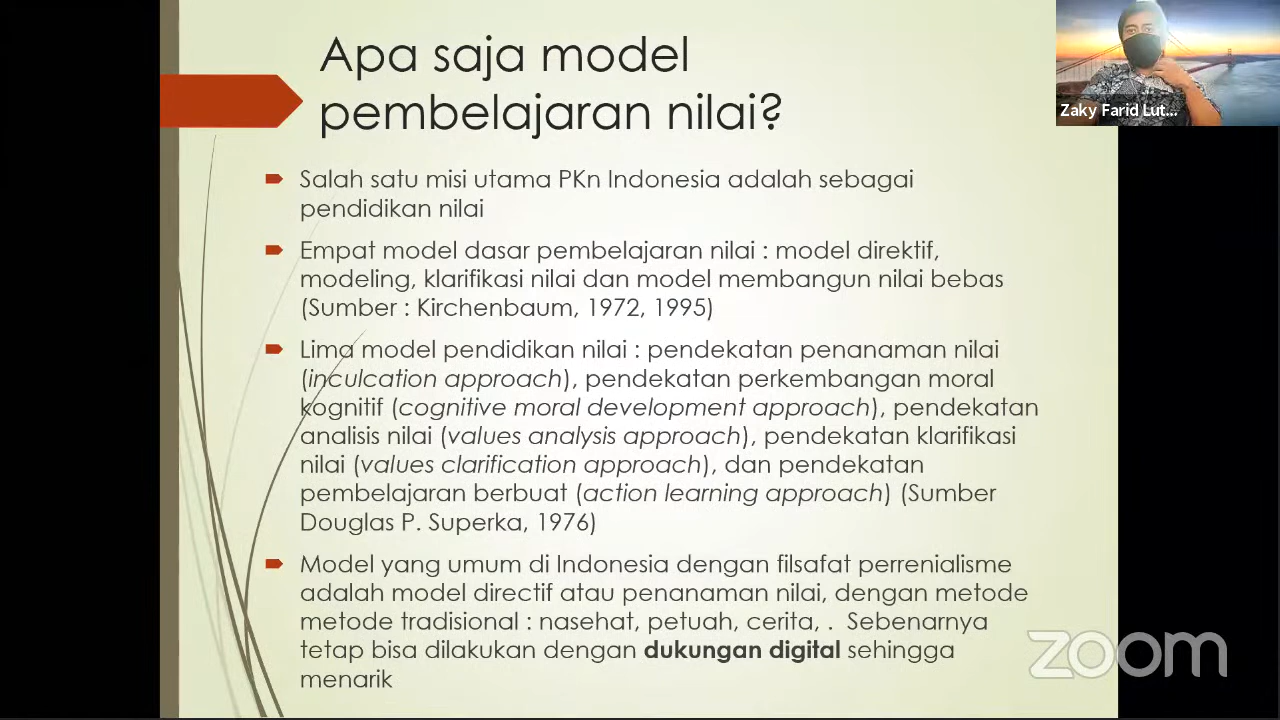 Apa saja model
pembelajaran nilai?
Zaky Farid Lut...
Salah satu misi utama PKn Indonesia adalah sebagai
pendidikan nilai
Empat model dasar pembelajaran nilai : model direktif,
modeling, klarifikasi nilai dan model membangun nilai bebas
(Sumber : Kirchenbaum, 1972, 1995)
Lima model pendidikan nilai : pendekatan penanaman nilai
(inculcation approach), pendekatan perkembangan moral
kognitif (cognitive moral development approach), pendekatan
analisis nilai (values analysis approach), pendekatan klarifikasi
nilai (values clarification approach), dan pendekatan
pembelajaran berbuat (action learning approach) (Sumber
Douglas P. Superka, 1976)
Model yang umum di Indonesia dengan filsafat perrenialisme
adalah model directif atau penanaman nilai, dengan metode
metode tradisional : nasehat, petuah, cerita, .  Sebenarnya
tetap bisa dilakukan dengan dukungan digital sehingga
menarik
zoom